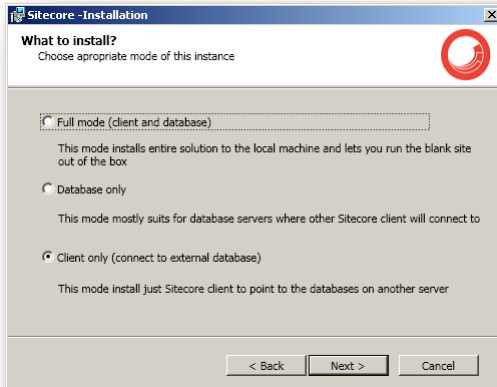 Sitecore -Installation
What to install?
Choose apropriate mode of this instance
Full mode (client and database)
This mode installs entire solution to the local machine and lets you run the blank site
out of the box
Database only
This mode mostly suits for database servers where other Sitecore client will connect to
Client only (connect to external database)
This mode install just Sitecore client to point to the databases on another server
< Back Next > Cancel